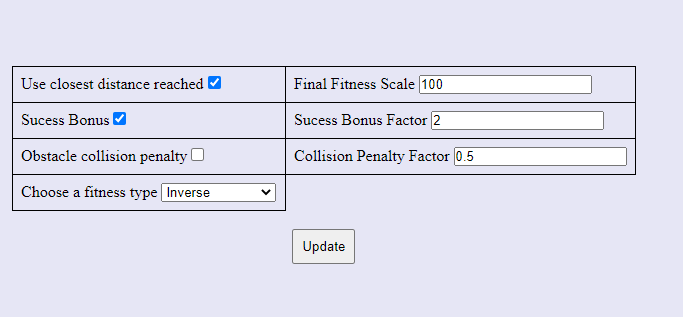 Use closest distance reached Final Fitness Scale 100
Sucess Bonus Sucess Bonus Factor 2
Obstacle collision penalty Collision Penalty Factor 0.5
Choose a fitness type Inverse
Update